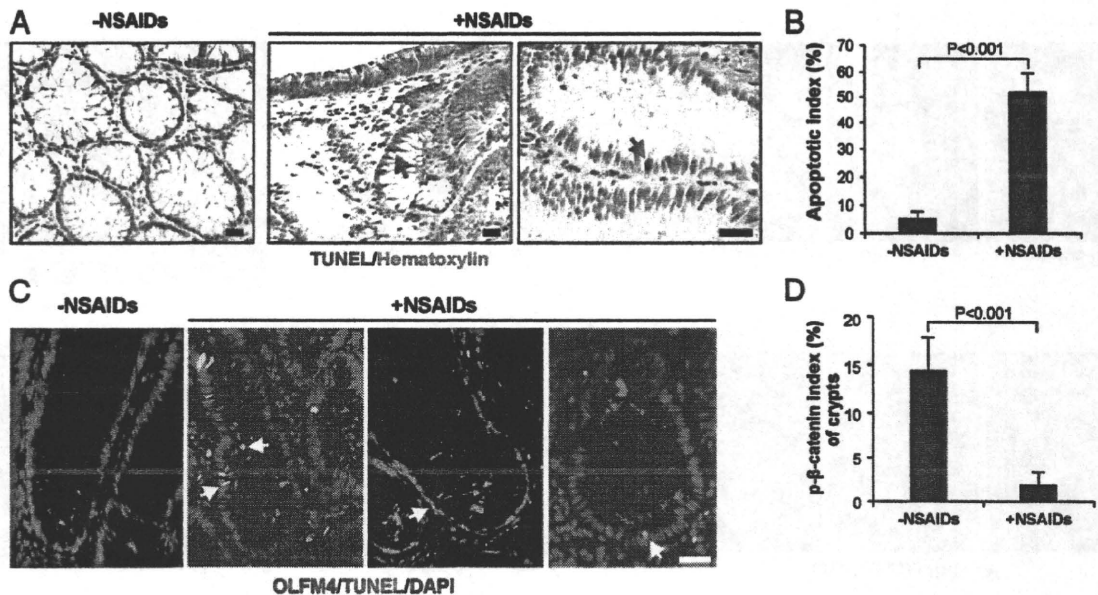 A
-NSAIDs
+NSAIDs
TUNEL/Hematoxylin
B
Apoptotic index (%)
70
60
50
40
30
20
10
5
0
P<0.001
-NSAIDs
+NSAIDs
C
-NSAIDs
+NSAIDs
OLFM4/TUNEL/DAPI
D
p-β-catenin index (%)
of crypts
20
15
10
5
0
P<0.001
-NSAIDs
+NSAIDs